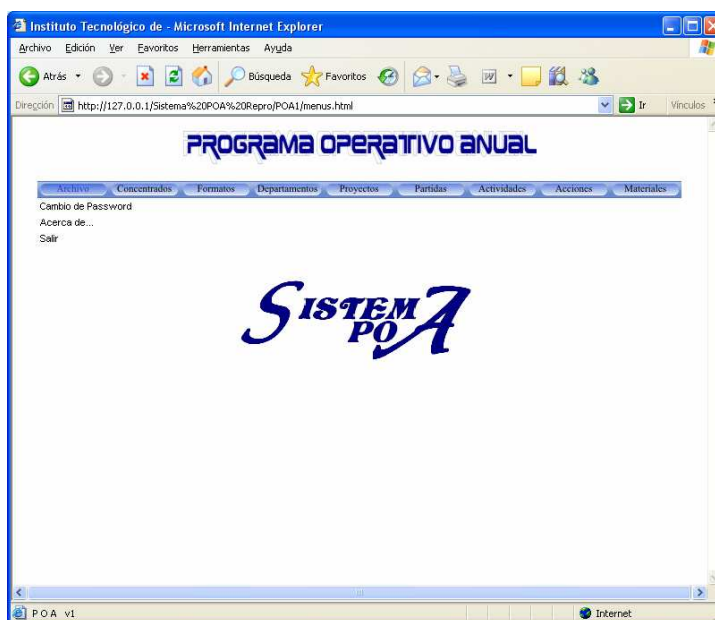 Instituto Tecnológico de - Microsoft Internet Explorer
Archivo Edición Ver Favoritos Herramientas Ayuda
Atrás Búsqueda Favoritos
Dirección http://127.0.0.1/Sistema%20POA%20Repro/POA1/menus.html Ir Vínculos
PROGRAMA OPERATIVO ANUAL
Archivo Concentrados Formatos Departamentos Proyectos Partidas Actividades Acciones Materiales
Cambio de Password
Acerca de...
Salir
SISTEMA
POA
POA v1 Internet